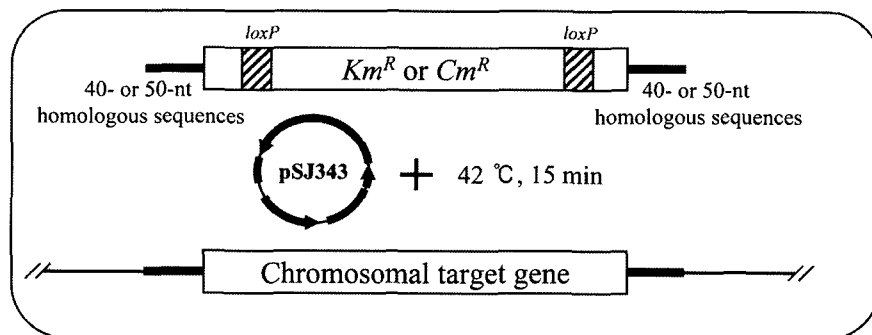 loxP loxP
Km^R or Cm^R
40- or 50-nt
homologous sequences
40- or 50-nt
homologous sequences
pSJ343 + 42 ℃, 15 min
Chromosomal target gene